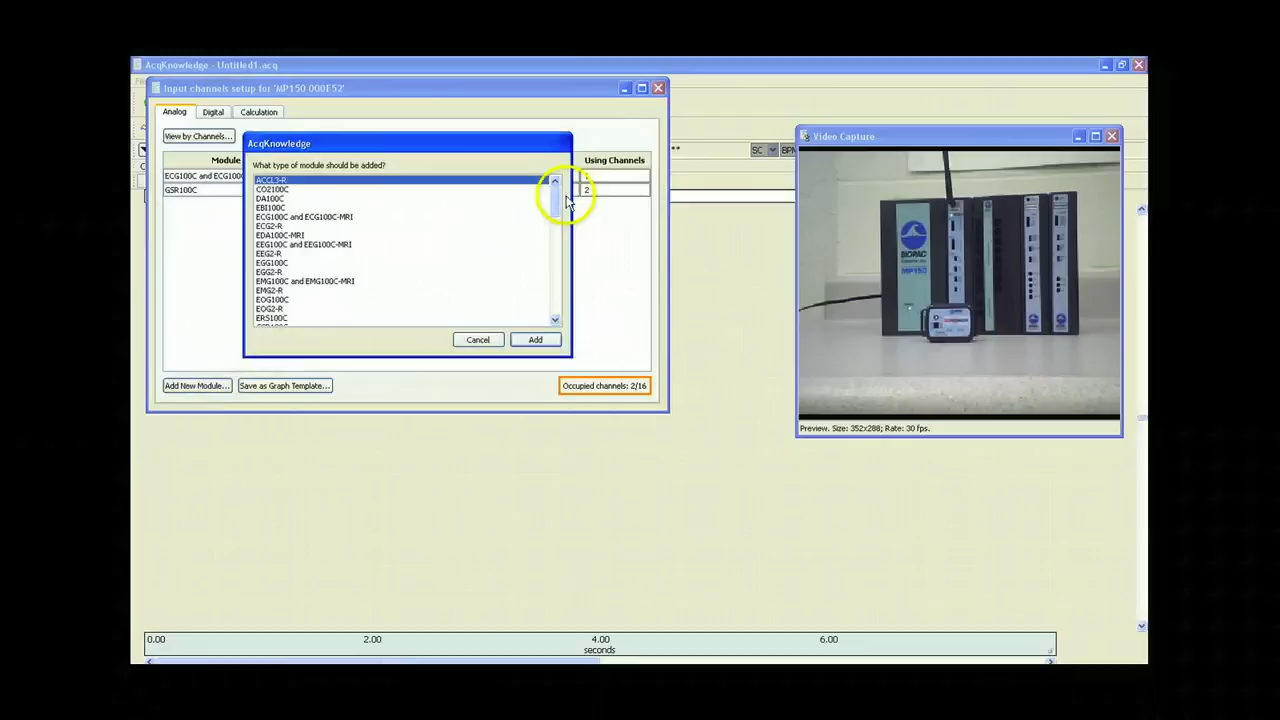 AcqKnowledge - Untitled1.acq
Input channels setup for 'MP150 000F52'
Analog Digital Calculation
View by Channels...
Module Using Channels
ECG100C and ECG100C
GSR100C 2
AcqKnowledge
What type of module should be added?
ACCL3-R
CO2100C
DA100C
EBI100C
ECG100C and ECG100C-MRI
ECG2-R
EDA100C-MRI
EEG100C and EEG100C-MRI
EEG2-R
EGG100C
EGG2-R
EMG100C and EMG100C-MRI
EMG2-R
EOG100C
EOG2-R
ERS100C
Cancel Add
Add New Module... Save as Graph Template... Occupied channels: 2/16
** SC BPM
Video Capture
BIOPAC
MP150
Preview. Size: 352x288; Rate: 30 fps.
0.00 2.00 4.00 6.00
seconds